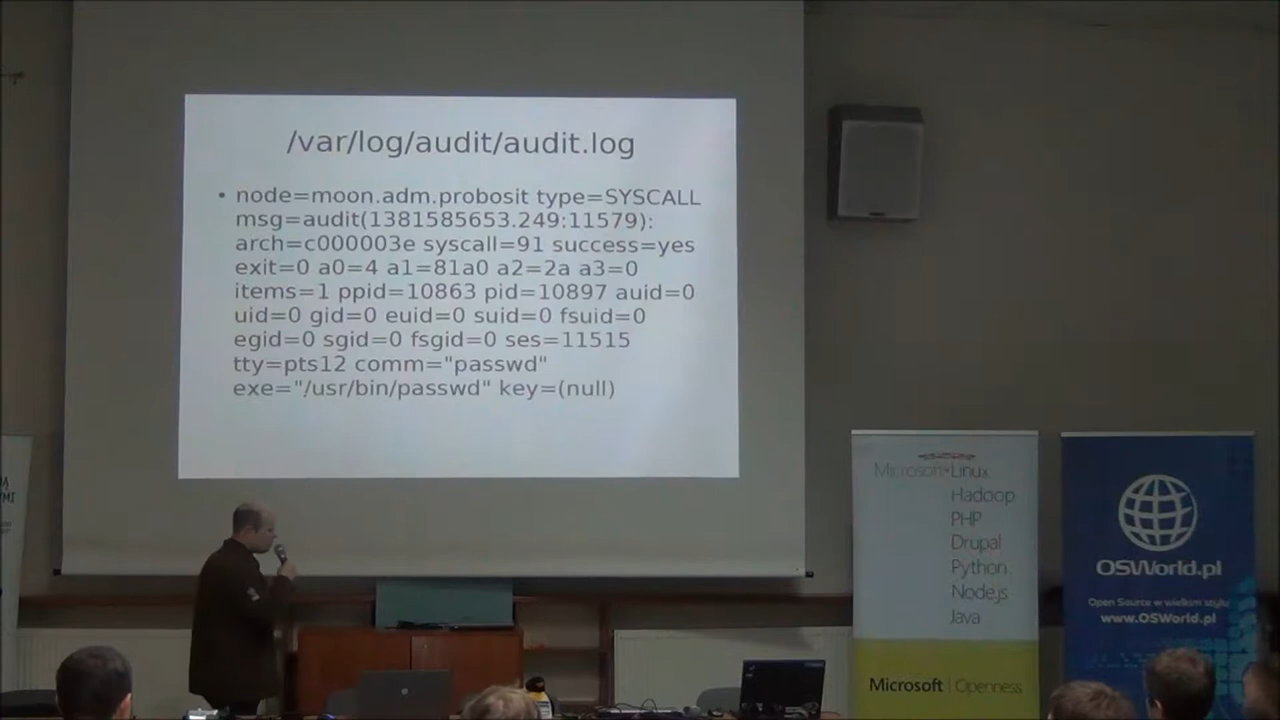 /var/log/audit/audit.log
• node=moon.adm.probosit type=SYSCALL
msg=audit(1381585653.249:11579):
arch=c000003e syscall=91 success=yes
exit=0 a0=4 a1=81a0 a2=2a a3=0
items=1 ppid=10863 pid=10897 auid=0
uid=0 gid=0 euid=0 suid=0 fsuid=0
egid=0 sgid=0 fsgid=0 ses=11515
tty=pts12 comm="passwd"
exe="/usr/bin/passwd" key=(null)
Microsoft+Linux
Hadoop
PHP
Drupal
Python
Node.js
Java
Microsoft | Openness
OSWorld.pl
Open Source w wielkim stylu
www.OSWorld.pl